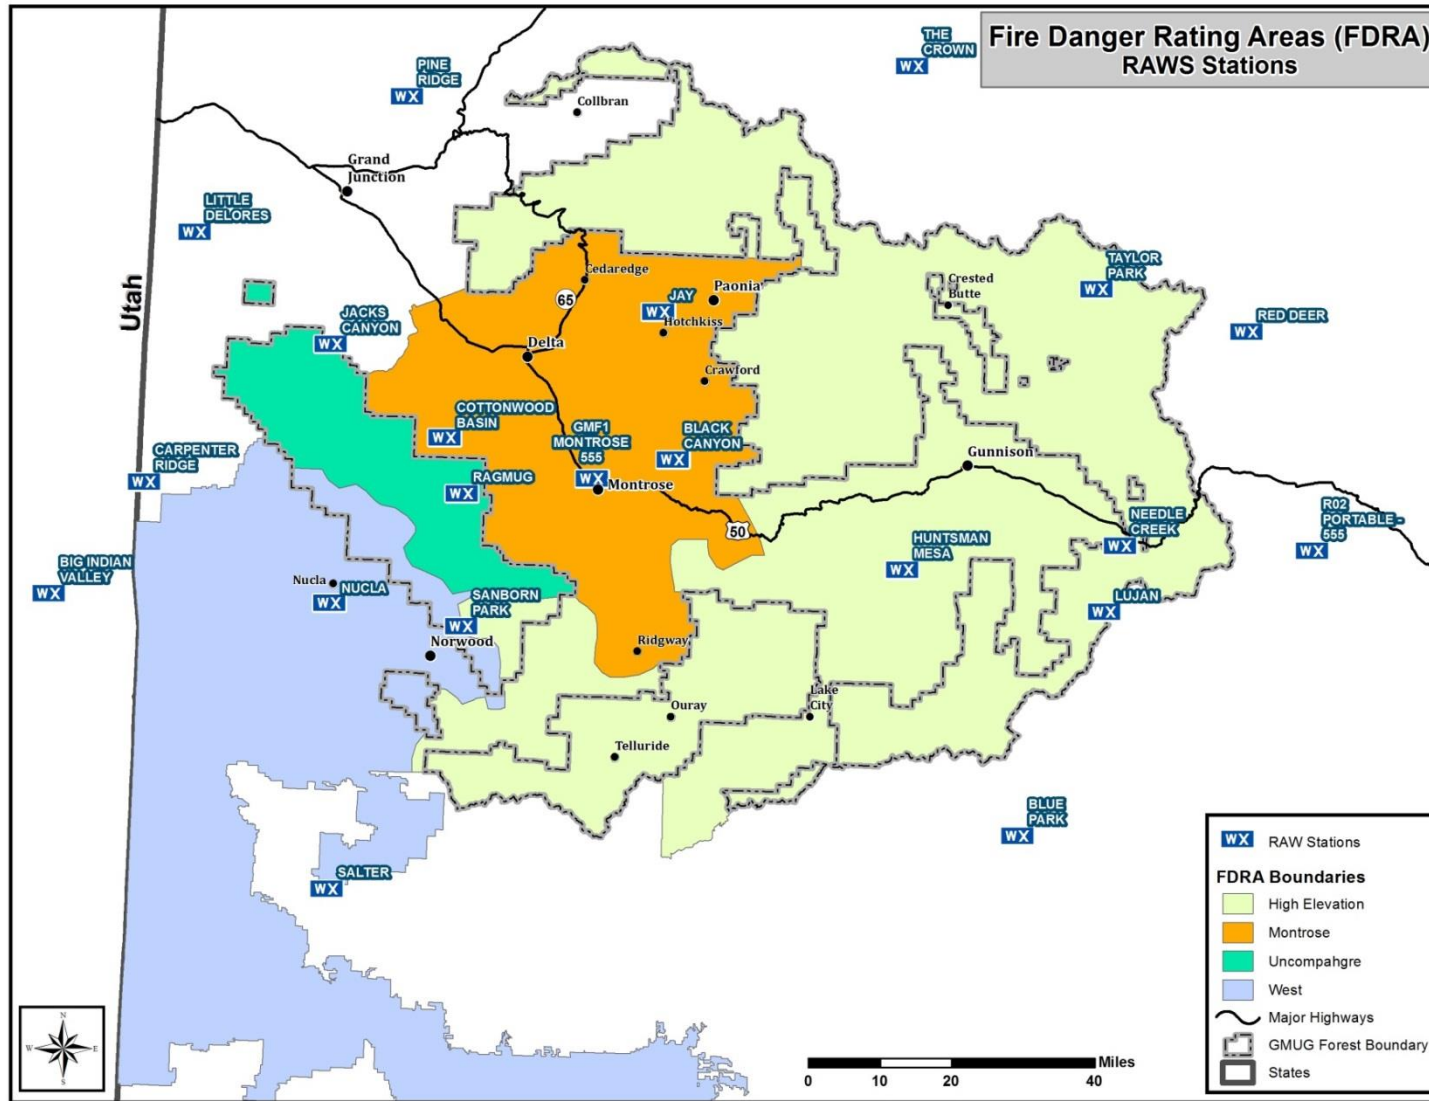 Fire Danger Rating Areas (FDRA)
RAWS Stations
THE
CROWN
WX
PINE
RIDGE
WX
Collbran
Grand
Junction
LITTLE
DELORES
WX
Utah
Cedaredge
65
JAY
WX
Paonia
Hotchkiss
Crested
Butte
TAYLOR
PARK
WX
RED DEER
WX
JACKS
CANYON
WX
Delta
Crawford
COTTONWOOD
BASIN
WX
GMF1
MONTROSE
555
WX
Montrose
BLACK
CANYON
WX
CARPENTER
RIDGE
WX
RAGMUG
WX
Gunnison
50
NEEDLE
CREEK
WX
R02
PORTABLE -
555
WX
HUNTSMAN
MESA
WX
BIG INDIAN
VALLEY
WX
Nucla
NUCLA
WX
SANBORN
PARK
WX
LUJAN
WX
Norwood
Ridgway
Ouray
Lake
City
Telluride
BLUE
PARK
WX
SALTER
WX
WX RAW Stations
FDRA Boundaries
High Elevation
Montrose
Uncompahgre
West
Major Highways
GMUG Forest Boundary
States
N
W E
S
Miles
0 10 20 40